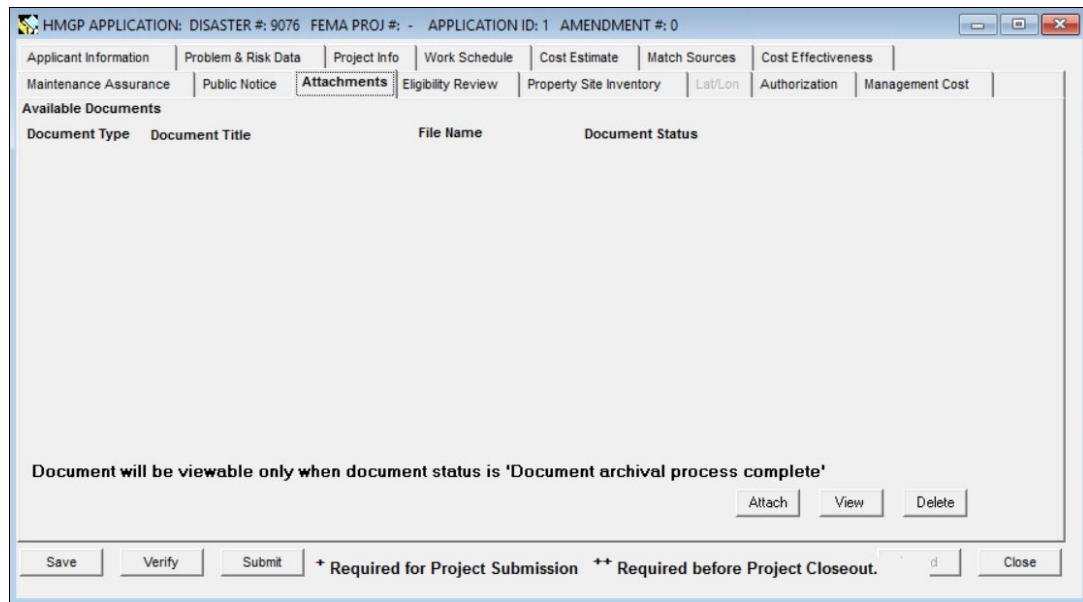 HMGP APPLICATION: DISASTER #: 9076 FEMA PROJ #: - APPLICATION ID: 1 AMENDMENT #: 0
Applicant Information Problem & Risk Data Project Info Work Schedule Cost Estimate Match Sources Cost Effectiveness
Maintenance Assurance Public Notice Attachments Eligibility Review Property Site Inventory Lat/Lon Authorization Management Cost
Available Documents
Document Type Document Title File Name Document Status
Document will be viewable only when document status is 'Document archival process complete'
Attach View Delete
Save Verify Submit + Required for Project Submission ++ Required before Project Closeout. Close